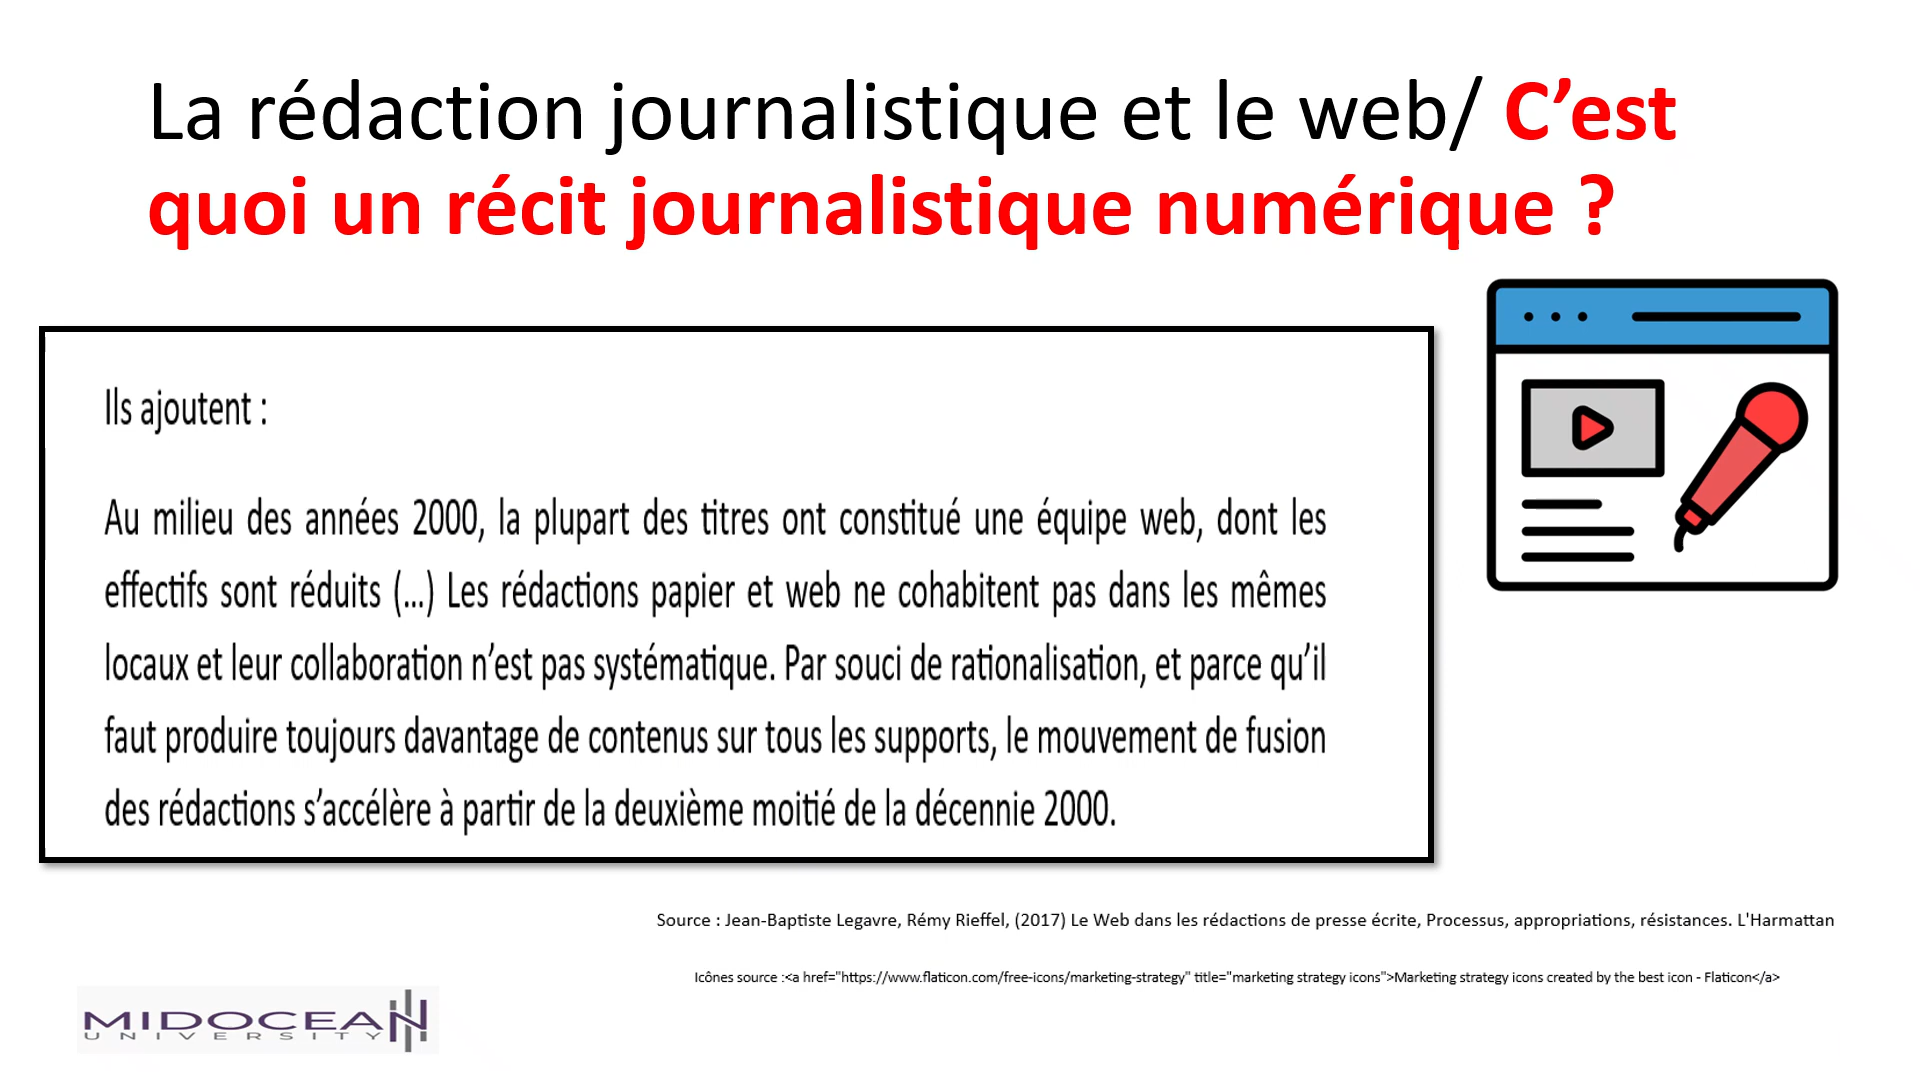 La rédaction journalistique et le web/ C’est
quoi un récit journalistique numérique ?
Ils ajoutent :
Au milieu des années 2000, la plupart des titres ont constitué une équipe web, dont les
effectifs sont réduits (...) Les rédactions papier et web ne cohabitent pas dans les mêmes
locaux et leur collaboration n’est pas systématique. Par souci de rationalisation, et parce qu’il
faut produire toujours davantage de contenus sur tous les supports, le mouvement de fusion
des rédactions s’accélère à partir de la deuxième moitié de la décennie 2000.
Source : Jean-Baptiste Legavre, Rémy Rieffel, (2017) Le Web dans les rédactions de presse écrite, Processus, appropriations, résistances. L'Harmattan
Icônes source :<a href="https://www.flaticon.com/free-icons/marketing-strategy" title="marketing strategy icons">Marketing strategy icons created by the best icon - Flaticon</a>
MIDOCEAN
UNIVERSITY